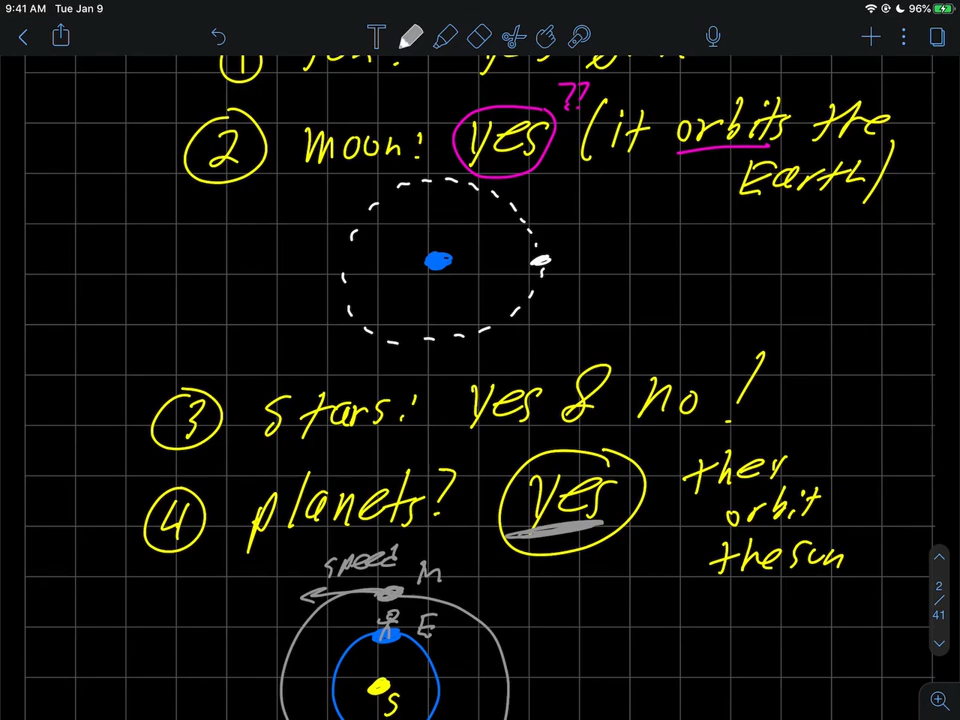 9:41 AM Tue Jan 9
96%
??
② moon: yes (it orbits the
Earth)
③ stars: yes & no!
④ planets? yes ther
orbit
the sun
speed M
E
S
2
/
41